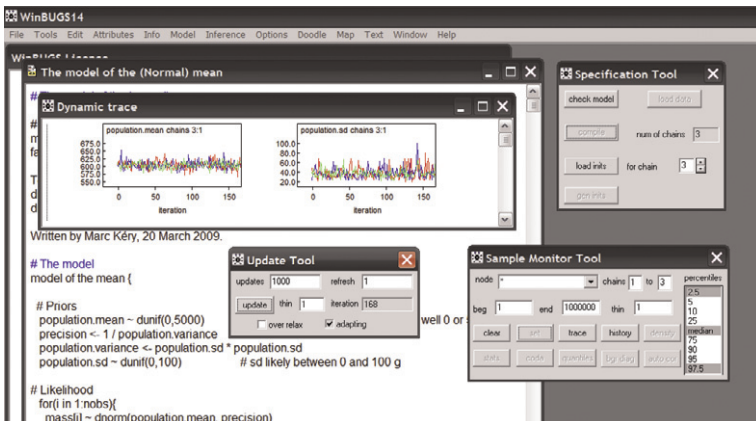 WinBUGS14
File Tools Edit Attributes Info Model Inference Options Doodle Map Text Window Help
WinBUGS Licence
The model of the (Normal) mean
#
Dynamic trace
#
population.mean chains 3:1
675.0
650.0
625.0
600.0
575.0
550.0
0 50 100 150
iteration
population.sd chains 3:1
100.0
80.0
60.0
40.0
20.0
0 50 100 150
iteration
Written by Marc Kéry, 20 March 2009.
# The model
model of the mean {
# Priors
population.mean ~ dunif(0,5000) well 0 or
precision <- 1 / population.variance
population.variance <- population.sd * population.sd
population.sd ~ dunif(0,100) # sd likely between 0 and 100 g
# Likelihood
for(i in 1:nobs){
mass[i] ~ dnorm(population.mean, precision)
Specification Tool
check model load data
compile num of chains 3
load inits for chain 3
gen inits
Update Tool
updates 1000 refresh 1
update thin 1 iteration 168
over relax adapting
Sample Monitor Tool
node * chains 1 to 3 percentiles
beg 1 end 1000000 thin 1
clear set trace history density
stats coda quantiles bgr diag auto cor
2.5
5
10
25
median
75
90
95
97.5